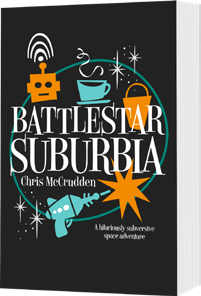 BATTLESTAR
SUBURBIA
Chris McCrudden
A hilariously subversive
space adventure